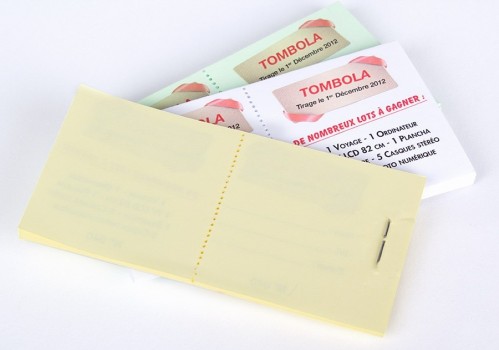 TOMBOLA
Tirage le 1er Décembre 2012
TOMBOLA
Tirage le 1er Décembre 2012
DE NOMBREUX LOTS À GAGNER :
1 VOYAGE - 1 ORDINATEUR
LCD 82 CM - 1 PLANCHA
- 5 CASQUES STÉRÉO
NUMÉRIQUE